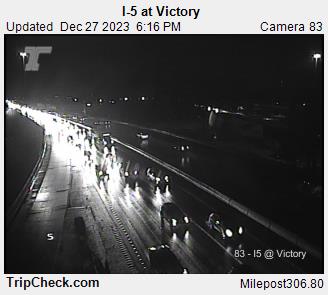 I-5 at Victory
Updated Dec 27 2023 6:16 PM Camera 83
T
S
83 - I5 @ Victory
TripCheck.com Milepost306.80